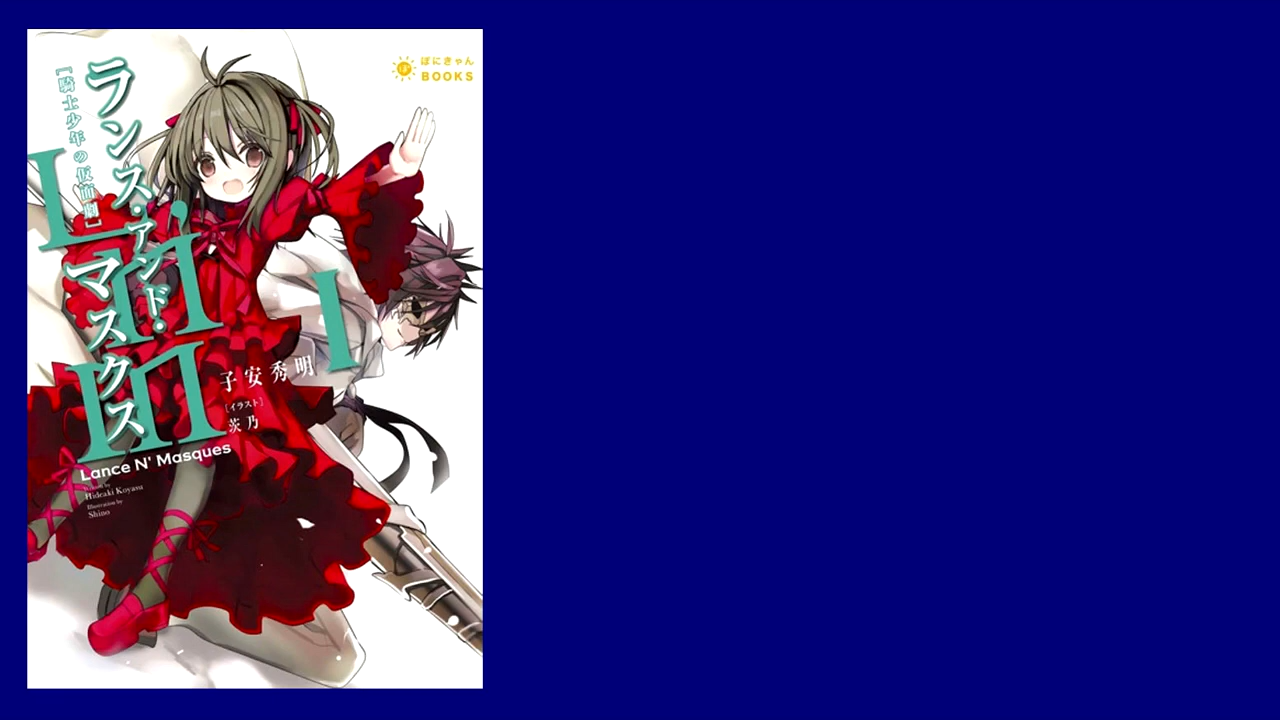 ぽにきゃん
BOOKS
ランス・アンド・
マスクス
[騎士少年の仮面劇]
L
'n
M
1
子安秀明
[イラスト]
茨乃
Lance N' Masques
Written by
Hideaki Koyasu
Illustration by
Shino